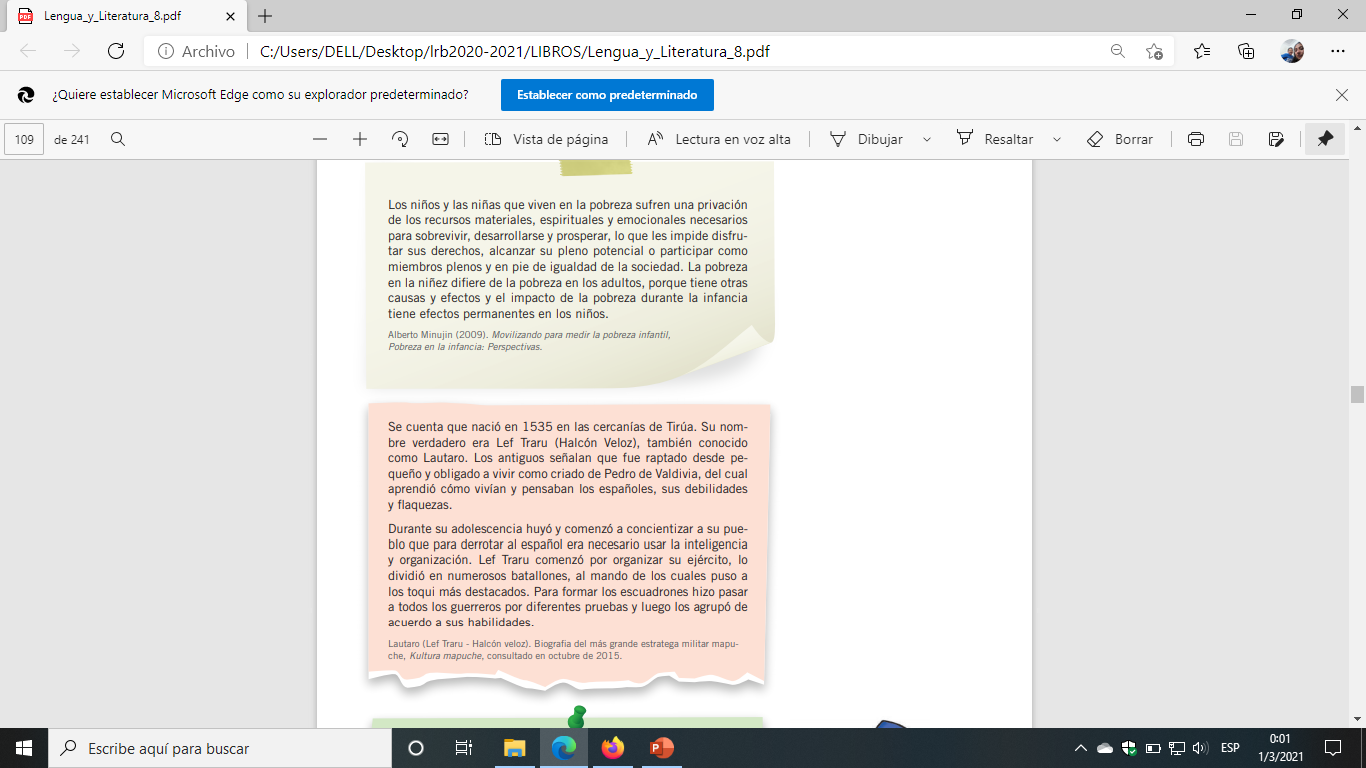 Lengua_y_Literatura_8.pdf
Archivo
C:/Users/DELL/Desktop/lrb2020-2021/LIBROS/Lengua_y_Literatura_8.pdf
¿Quiere establecer Microsoft Edge como su explorador predeterminado?
Establecer como predeterminado
109 de 241
Vista de página
Lectura en voz alta
Dibujar
Resaltar
Borrar
Los niños y las niñas que viven en la pobreza sufren una privación
de los recursos materiales, espirituales y emocionales necesarios
para sobrevivir, desarrollarse y prosperar, lo que les impide disfru-
tar sus derechos, alcanzar su pleno potencial o participar como
miembros plenos y en pie de igualdad de la sociedad. La pobreza
en la niñez difiere de la pobreza en los adultos, porque tiene otras
causas y efectos y el impacto de la pobreza durante la infancia
tiene efectos permanentes en los niños.
Alberto Minujin (2009). Movilizando para medir la pobreza infantil,
Pobreza en la infancia: Perspectivas.
Se cuenta que nació en 1535 en las cercanías de Tirúa. Su nom-
bre verdadero era Lef Traru (Halcón Veloz), también conocido
como Lautaro. Los antiguos señalan que fue raptado desde pe-
queño y obligado a vivir como criado de Pedro de Valdivia, del cual
aprendió cómo vivían y pensaban los españoles, sus debilidades
y flaquezas.
Durante su adolescencia huyó y comenzó a concientizar a su pue-
blo que para derrotar al español era necesario usar la inteligencia
y organización. Lef Traru comenzó por organizar su ejército, lo
dividió en numerosos batallones, al mando de los cuales puso a
los toqui más destacados. Para formar los escuadrones hizo pasar
a todos los guerreros por diferentes pruebas y luego los agrupó de
acuerdo a sus habilidades.
Lautaro (Lef Traru - Halcón veloz). Biografía del más grande estratega militar mapu-
che, Kultura mapuche, consultado en octubre de 2015.
Escribe aquí para buscar
ESP
0:01
1/3/2021